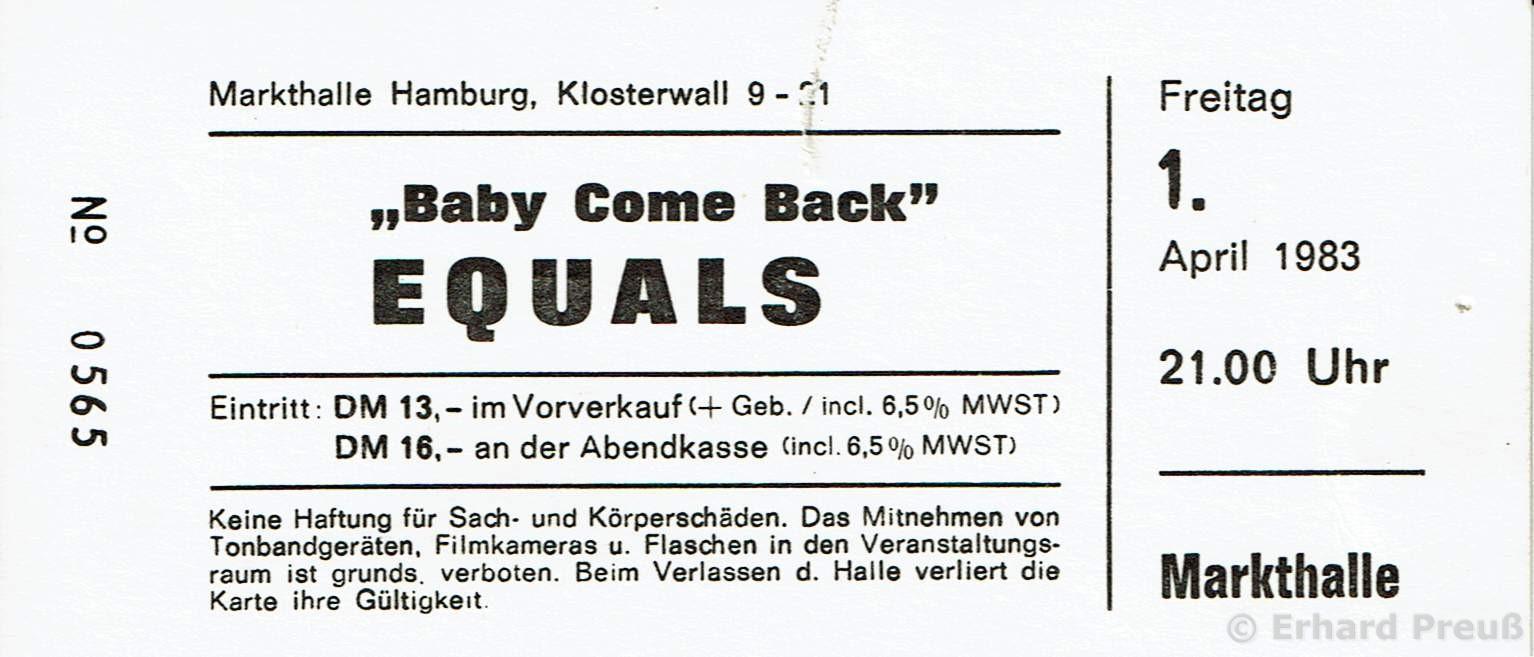 Markthalle Hamburg, Klosterwall 9 - 21
„Baby Come Back”
EQUALS
Eintritt: DM 13,- im Vorverkauf (+ Geb. / incl. 6,5% MWST)
DM 16,- an der Abendkasse (incl. 6,5% MWST)
Keine Haftung für Sach- und Körperschäden. Das Mitnehmen von
Tonbandgeräten, Filmkameras u. Flaschen in den Veranstaltungs-
raum ist grunds. verboten. Beim Verlassen d. Halle verliert die
Karte ihre Gültigkeit.
Freitag
1.
April 1983
21.00 Uhr
Markthalle
№ 0565
© Erhard Preuß